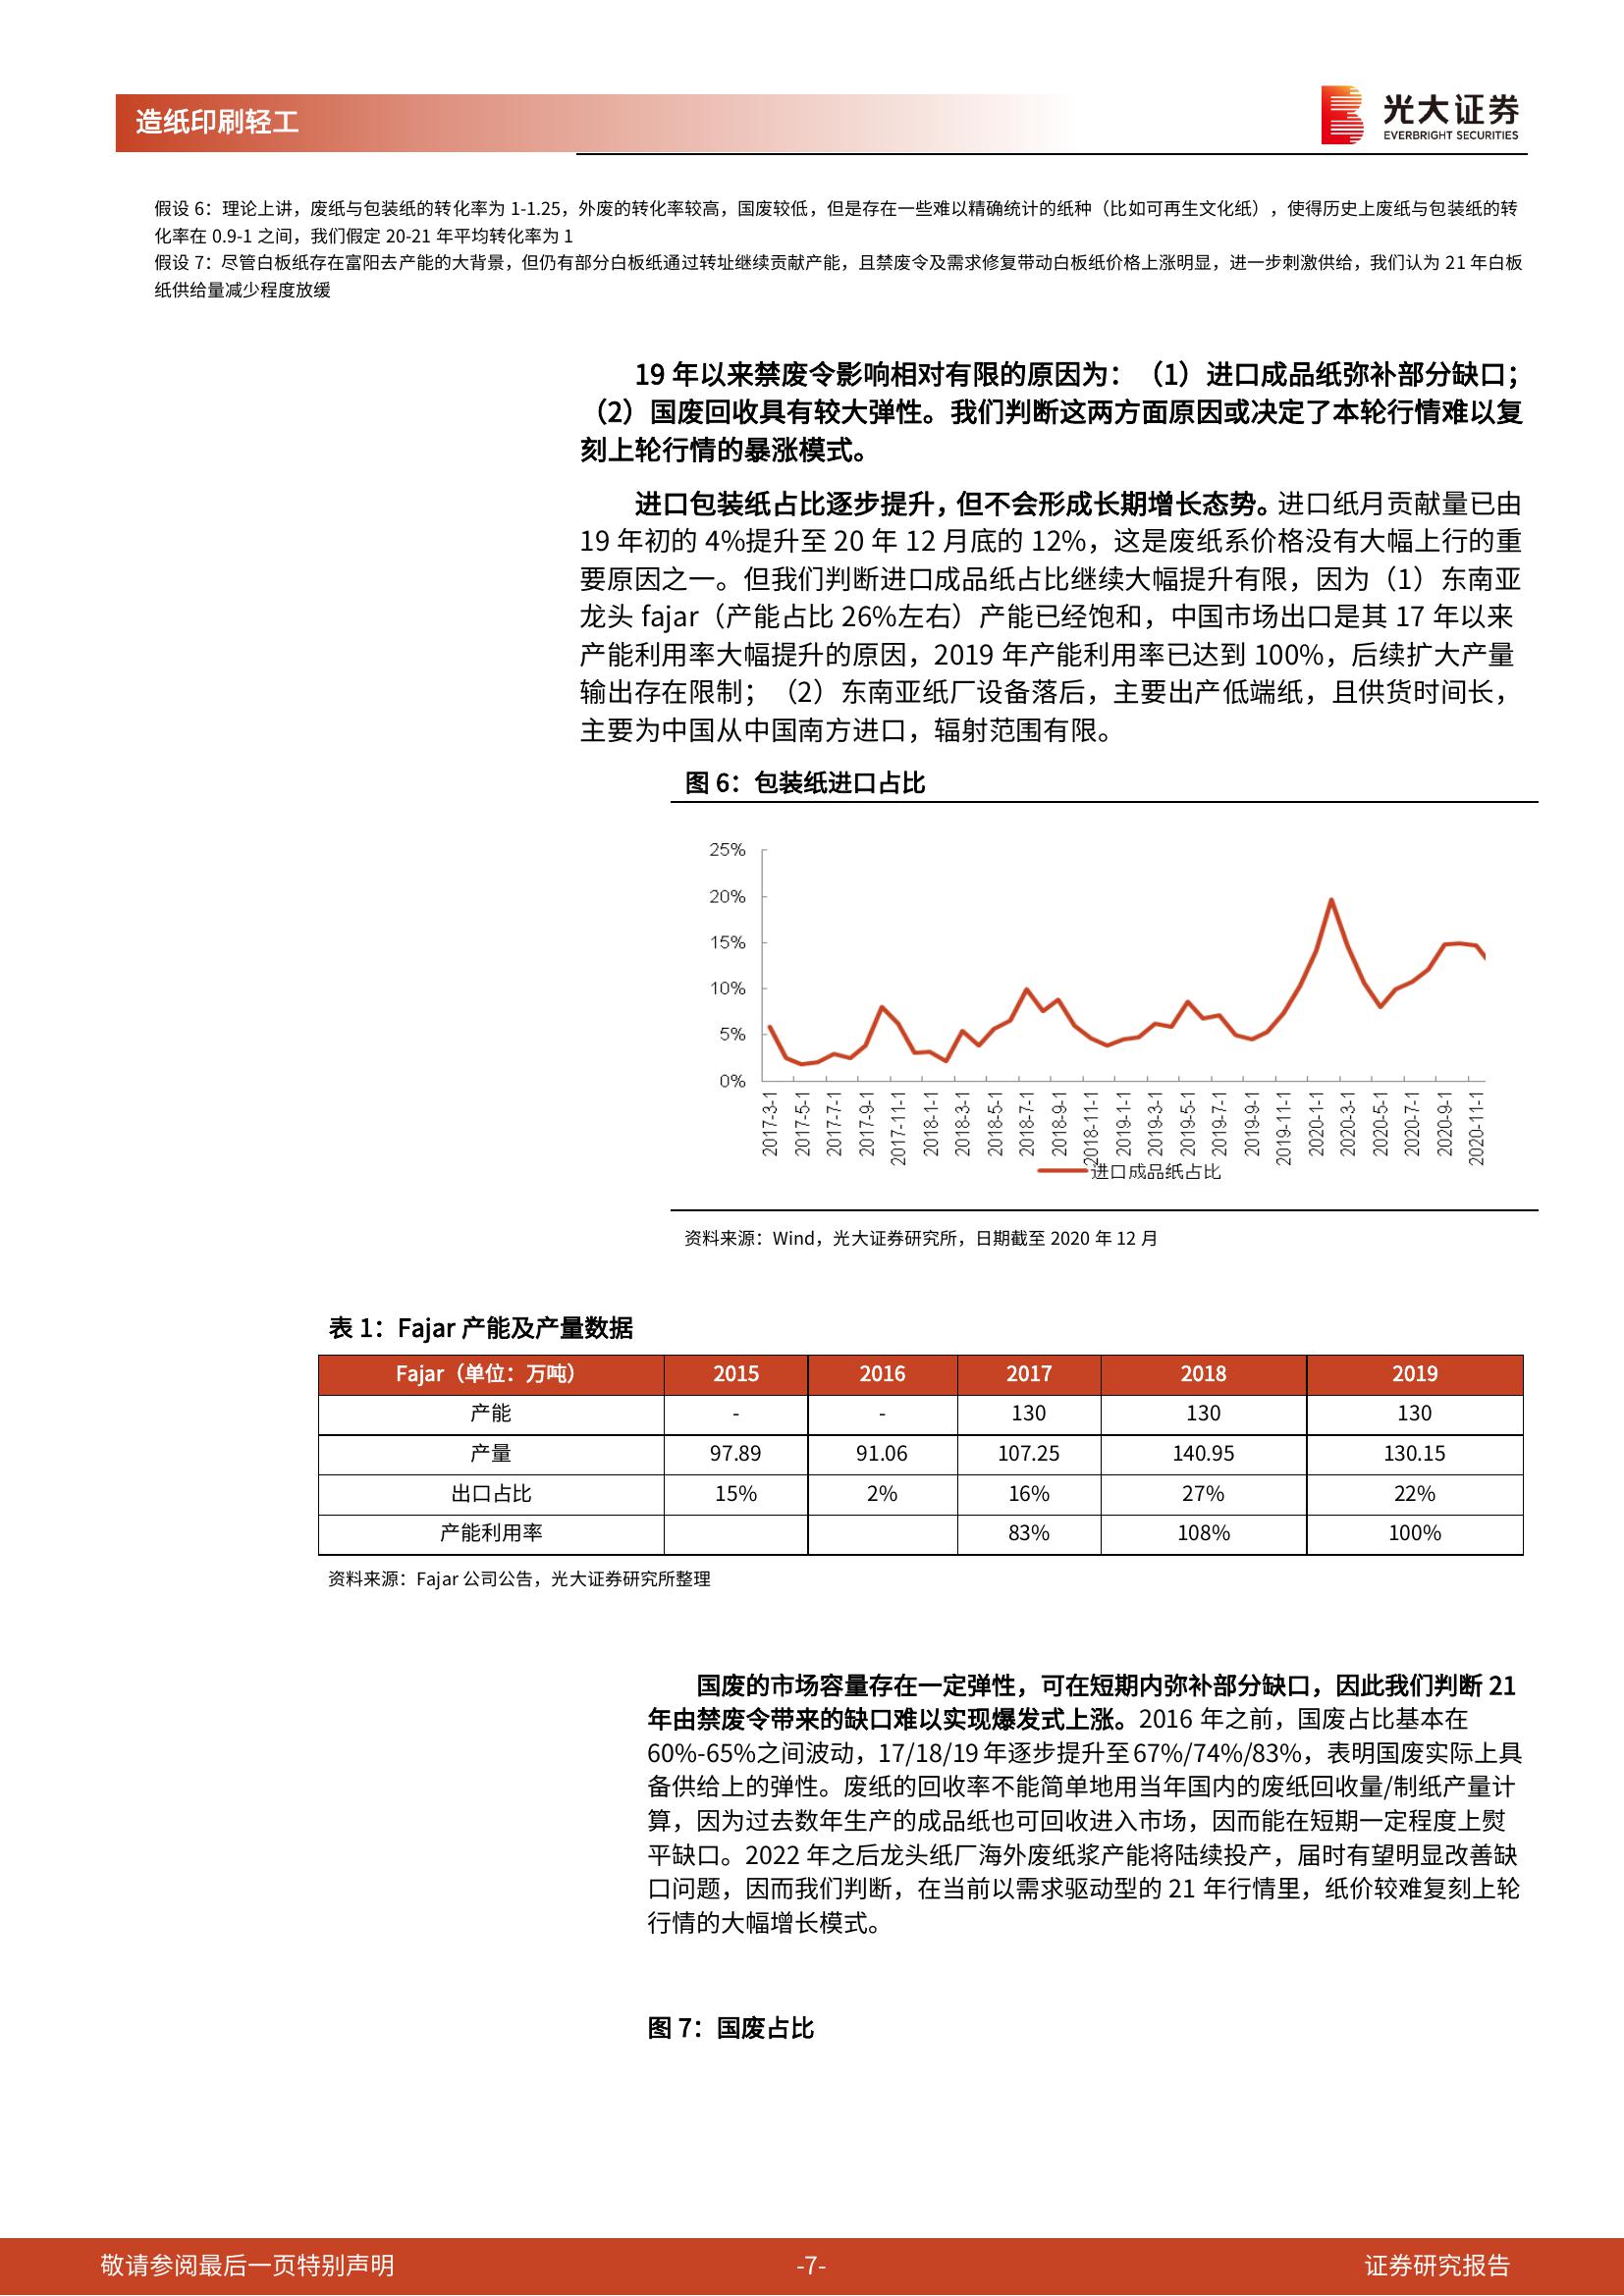 造纸印刷轻工
光大证券
EVERBRIGHT SECURITIES
假设 6：理论上讲，废纸与包装纸的转化率为 1-1.25，外废的转化率较高，国废较低，但是存在一些难以精确统计的纸种（比如可再生文化纸），使得历史上废纸与包装纸的转
化率在 0.9-1 之间，我们假定 20-21 年平均转化率为 1
假设 7：尽管白板纸存在富阳去产能的大背景，但仍有部分白板纸通过转址继续贡献产能，且禁废令及需求修复带动白板纸价格上涨明显，进一步刺激供给，我们认为 21 年白板
纸供给量减少程度放缓
19 年以来禁废令影响相对有限的原因为：（1）进口成品纸弥补部分缺口；
（2）国废回收具有较大弹性。我们判断这两方面原因或决定了本轮行情难以复
刻上轮行情的暴涨模式。
进口包装纸占比逐步提升，但不会形成长期增长态势。进口纸月贡献量已由
19 年初的 4%提升至 20 年 12 月底的 12%，这是废纸系价格没有大幅上行的重
要原因之一。但我们判断进口成品纸占比继续大幅提升有限，因为（1）东南亚
龙头 fajar（产能占比 26%左右）产能已经饱和，中国市场出口是其 17 年以来
产能利用率大幅提升的原因，2019 年产能利用率已达到 100%，后续扩大产量
输出存在限制；（2）东南亚纸厂设备落后，主要出产低端纸，且供货时间长，
主要为中国从中国南方进口，辐射范围有限。
图 6：包装纸进口占比
25%
20%
15%
10%
5%
0%
2017-3-1 2017-5-1 2017-7-1 2017-9-1 2017-11-1 2018-1-1 2018-3-1 2018-5-1 2018-7-1 2018-9-1 2018-11-1 2019-1-1 2019-3-1 2019-5-1 2019-7-1 2019-9-1 2019-11-1 2020-1-1 2020-3-1 2020-5-1 2020-7-1 2020-9-1 2020-11-1
进口成品纸占比
资料来源：Wind，光大证券研究所，日期截至 2020 年 12 月
表 1：Fajar 产能及产量数据
Fajar（单位：万吨） 2015 2016 2017 2018 2019
产能 - - 130 130 130
产量 97.89 91.06 107.25 140.95 130.15
出口占比 15% 2% 16% 27% 22%
产能利用率 83% 108% 100%
资料来源：Fajar 公司公告，光大证券研究所整理
国废的市场容量存在一定弹性，可在短期内弥补部分缺口，因此我们判断 21
年由禁废令带来的缺口难以实现爆发式上涨。2016 年之前，国废占比基本在
60%-65%之间波动，17/18/19 年逐步提升至 67%/74%/83%，表明国废实际上具
备供给上的弹性。废纸的回收率不能简单地用当年国内的废纸回收量/制纸产量计
算，因为过去数年生产的成品纸也可回收进入市场，因而能在短期一定程度上熨
平缺口。2022 年之后龙头纸厂海外废纸浆产能将陆续投产，届时有望明显改善缺
口问题，因而我们判断，在当前以需求驱动型的 21 年行情里，纸价较难复刻上轮
行情的大幅增长模式。
图 7：国废占比
敬请参阅最后一页特别声明 -7- 证券研究报告